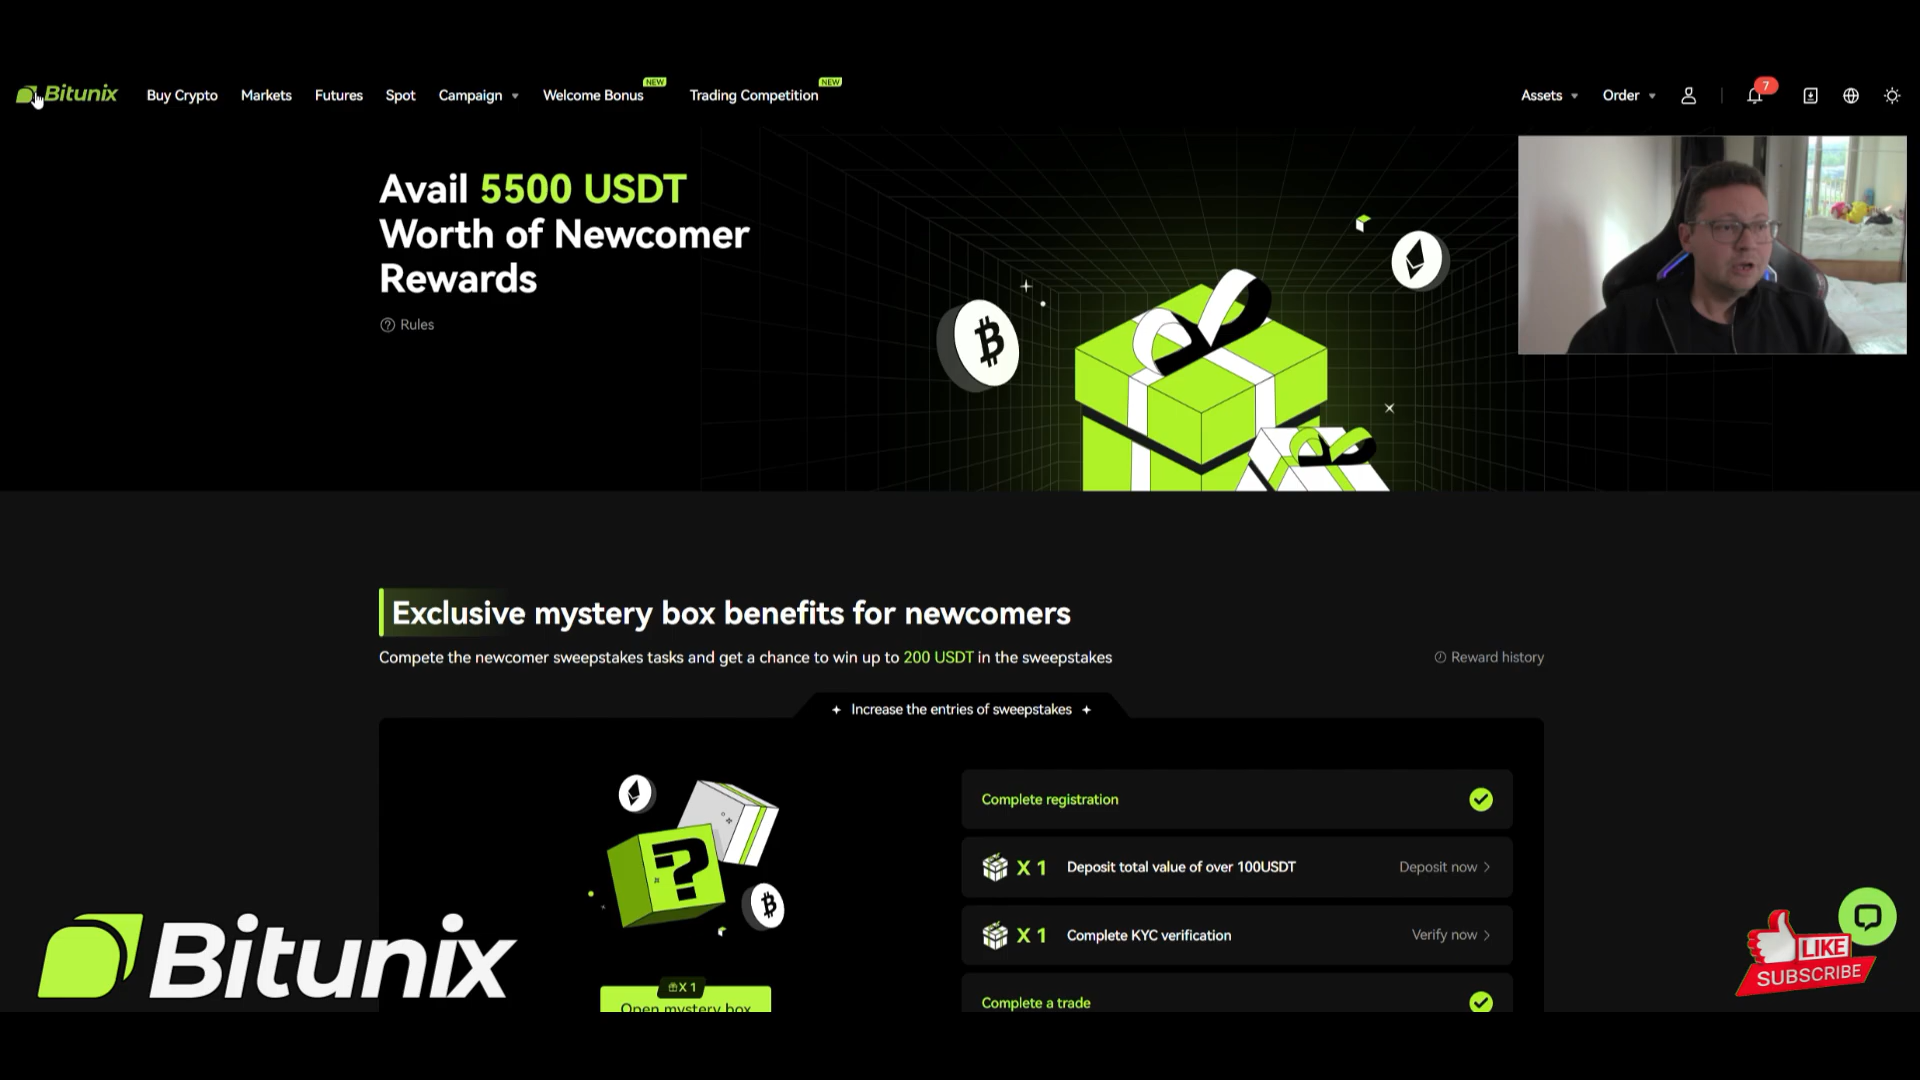 Bitunix
Buy Crypto
Markets
Futures
Spot
Campaign
Welcome Bonus
NEW
Trading Competition
NEW
Assets
Order
7
Avail 5500 USDT
Worth of Newcomer
Rewards
Rules
Exclusive mystery box benefits for newcomers
Compete the newcomer sweepstakes tasks and get a chance to win up to 200 USDT in the sweepstakes
Reward history
Increase the entries of sweepstakes
Complete registration
X 1 Deposit total value of over 100USDT
Deposit now
X 1 Complete KYC verification
Verify now
Complete a trade
X 1
Open mystery box
Bitunix
LIKE
SUBSCRIBE